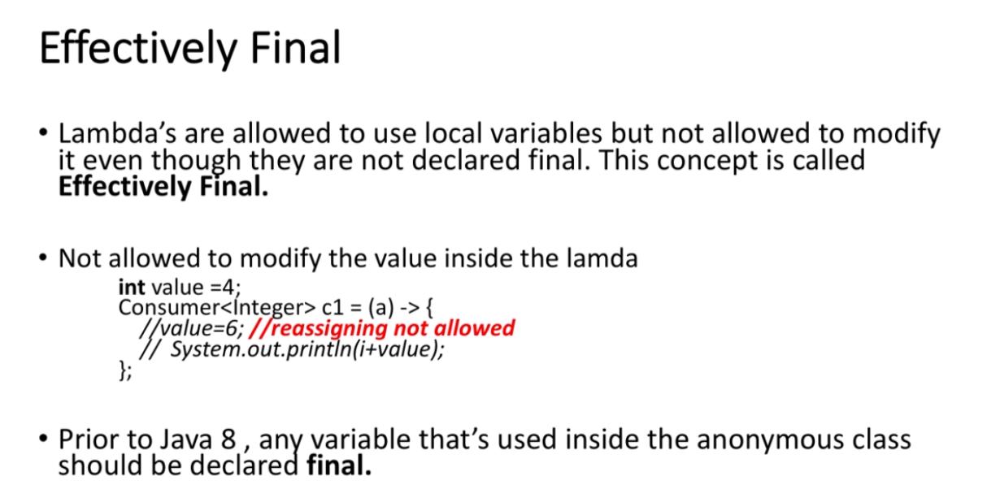 Effectively Final
• Lambda's are allowed to use local variables but not allowed to modify
it even though they are not declared final. This concept is called
Effectively Final.
• Not allowed to modify the value inside the lamda
int value =4;
Consumer<Integer> c1 = (a) -> {
//value=6; //reassigning not allowed
// System.out.println(i+value);
};
• Prior to Java 8 , any variable that's used inside the anonymous class
should be declared final.